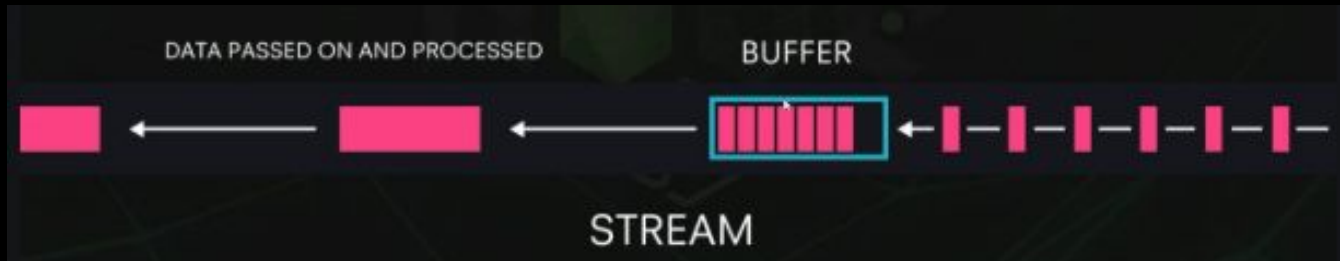 DATA PASSED ON AND PROCESSED
BUFFER
STREAM